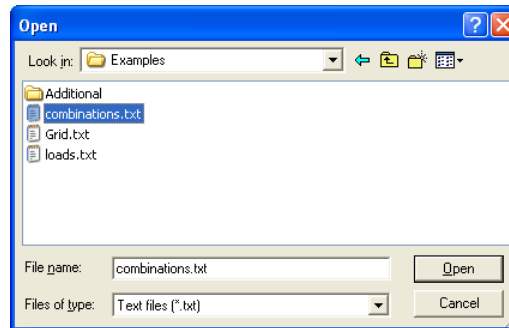 Open
Look in: Examples
Additional
combinations.txt
Grid.txt
loads.txt
File name: combinations.txt Open
Files of type: Text files (*.txt) Cancel